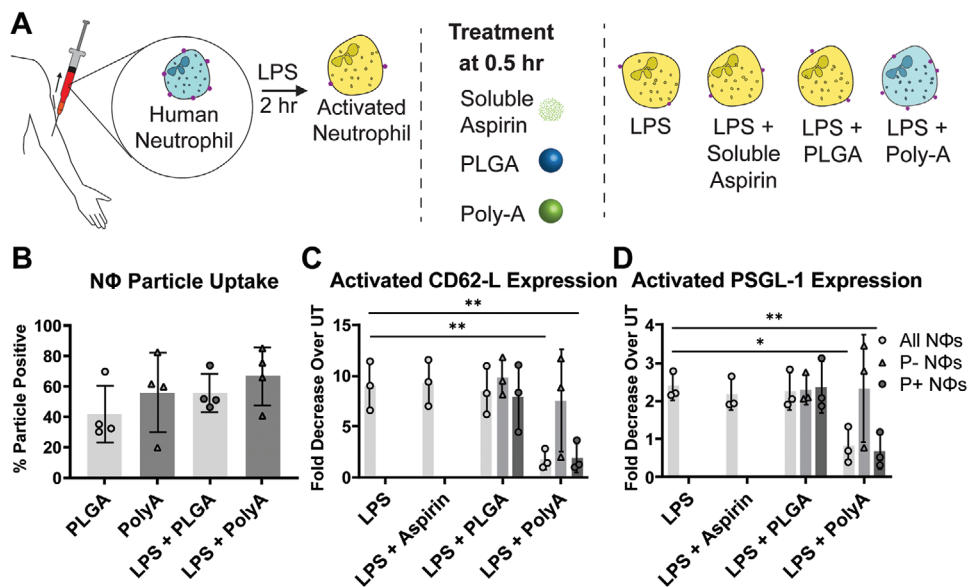 A
Human
Neutrophil
LPS
2 hr
Activated
Neutrophil
Treatment
at 0.5 hr
Soluble
Aspirin
PLGA
Poly-A
LPS
LPS +
Soluble
Aspirin
LPS +
PLGA
LPS +
Poly-A
B
NΦ Particle Uptake
% Particle Positive
100
80
60
40
20
0
PLGA
PolyA
LPS + PLGA
LPS + PolyA
C
Activated CD62-L Expression
Fold Decrease Over UT
15
10
5
0
**
**
LPS
LPS + Aspirin
LPS + PLGA
LPS + PolyA
D
Activated PSGL-1 Expression
Fold Decrease Over UT
4
3
2
1
0
**
*
LPS
LPS + Aspirin
LPS + PLGA
LPS + PolyA
All NΦs
P- NΦs
P+ NΦs